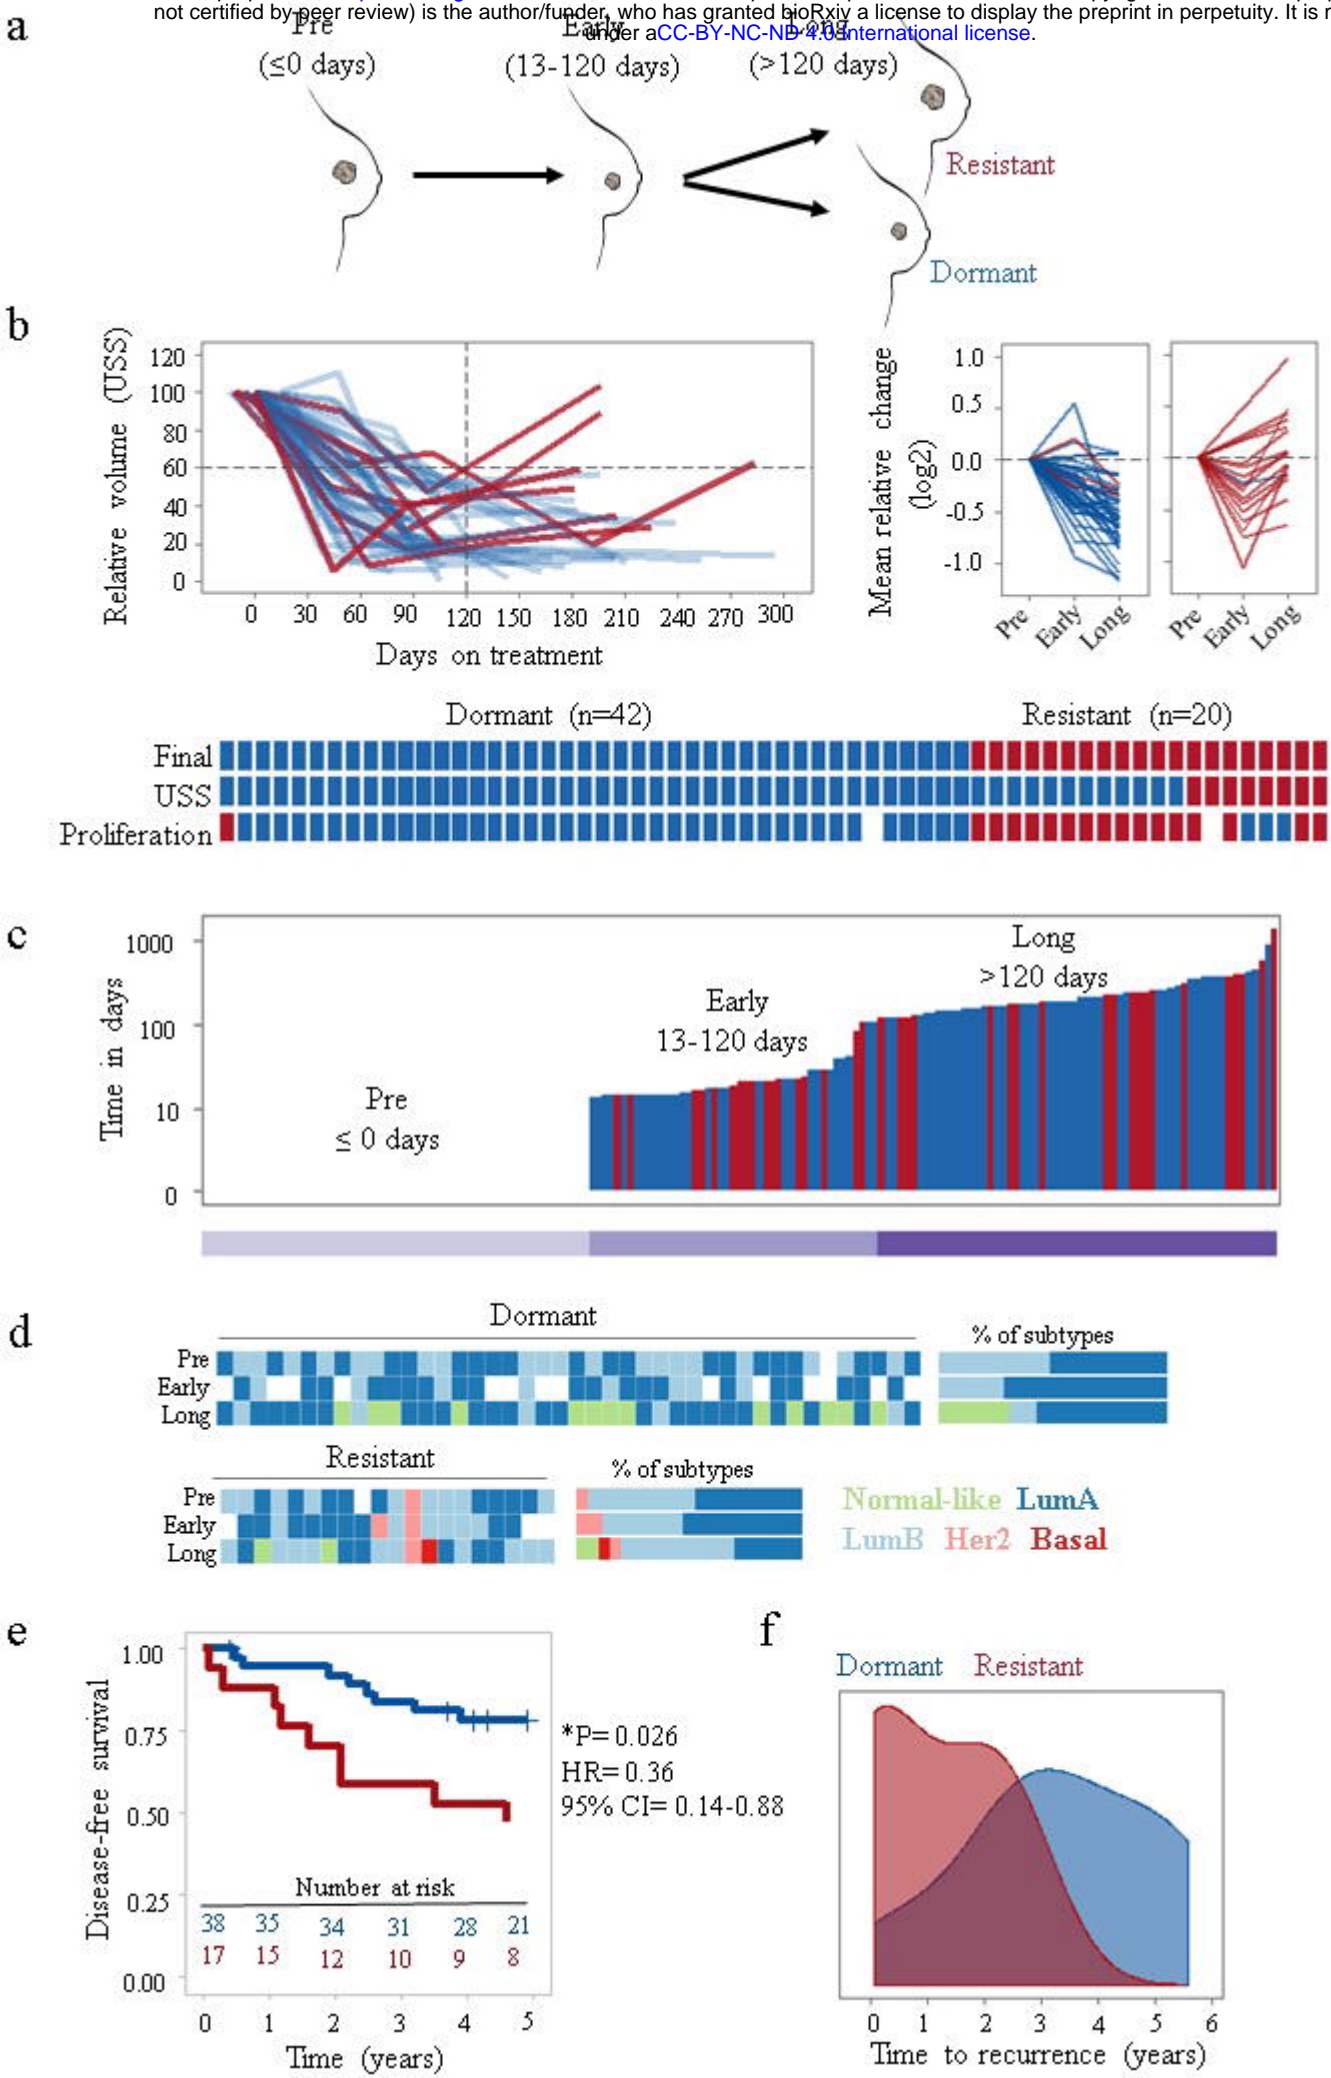 not certified by peer review) is the author/funder, who has granted bioRxiv a license to display the preprint in perpetuity. It is
under aCC-BY-NC-ND 4.0 International license.
a
Pre
(≤0 days)
Early
(13-120 days)
Long
(>120 days)
Resistant
Dormant
b
Relative volume (USS)
120
100
80
60
40
20
0
0 30 60 90 120 150 180 210 240 270 300
Days on treatment
Mean relative change
(log2)
1.0
0.5
0.0
-0.5
-1.0
Pre Early Long
Pre Early Long
Dormant (n=42)
Resistant (n=20)
Final
USS
Proliferation
c
Time in days
1000
100
10
0
Pre
≤ 0 days
Early
13-120 days
Long
>120 days
d
Dormant
% of subtypes
Pre
Early
Long
Resistant
% of subtypes
Pre
Early
Long
Normal-like LumA
LumB Her2 Basal
e
Disease-free survival
1.00
0.75
0.50
0.25
0.00
*P= 0.026
HR= 0.36
95% CI= 0.14-0.88
Number at risk
38 35 34 31 28 21
17 15 12 10 9 8
0 1 2 3 4 5
Time (years)
f
Dormant Resistant
0 1 2 3 4 5 6
Time to recurrence (years)